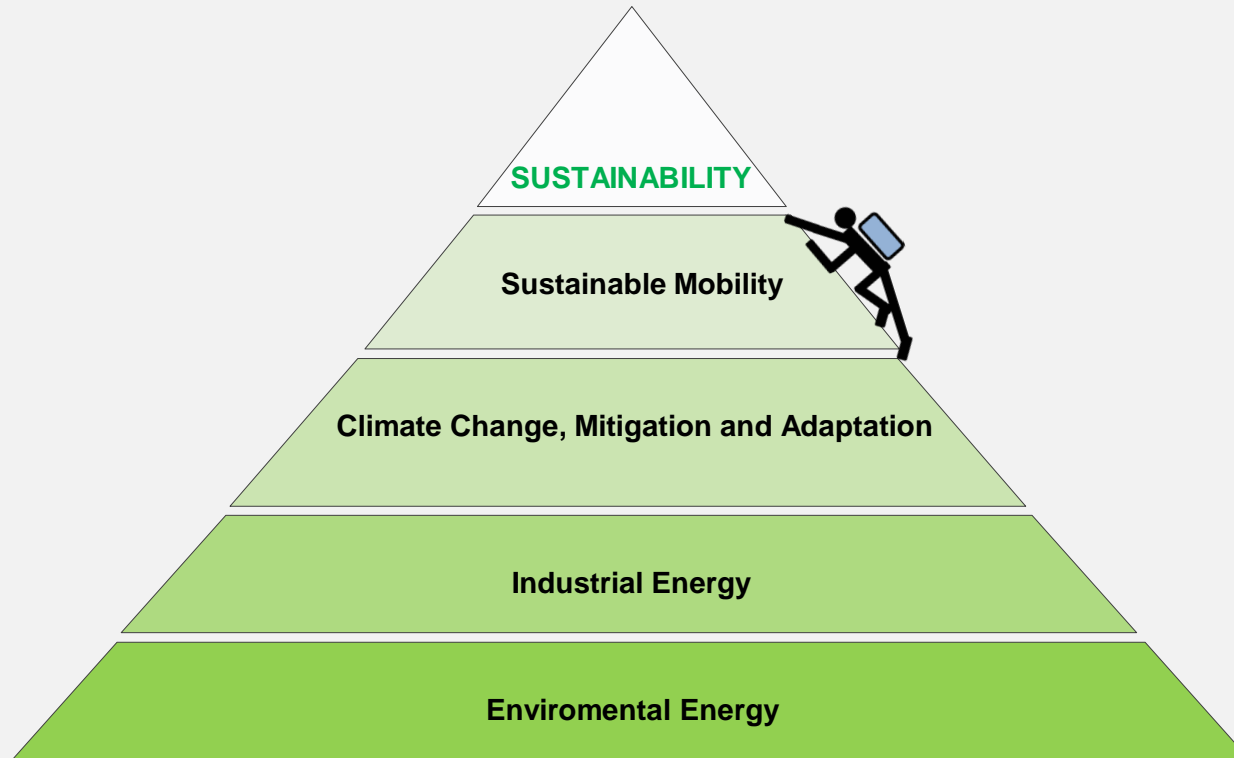 SUSTAINABILITY
Sustainable Mobility
Climate Change, Mitigation and Adaptation
Industrial Energy
Enviromental Energy